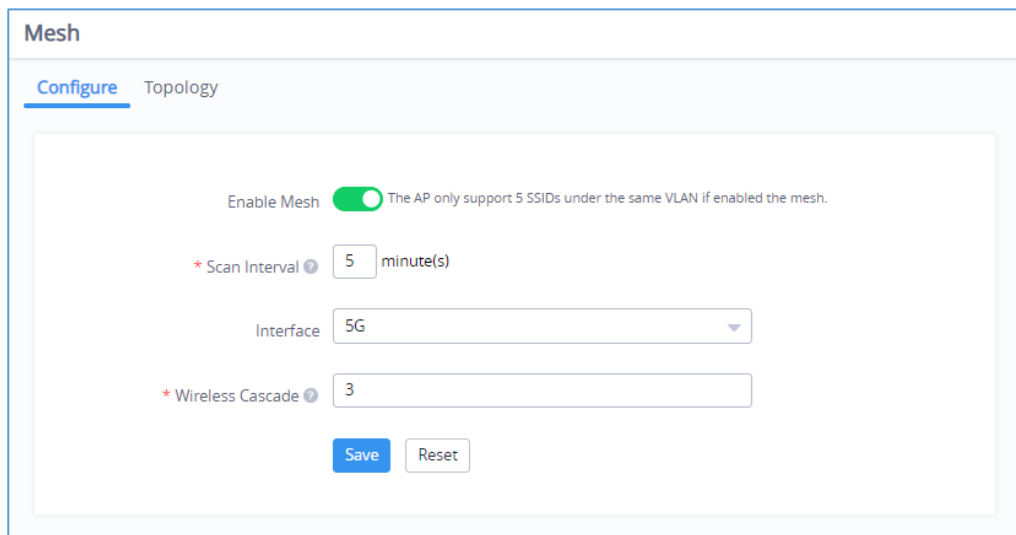 Mesh
Configure Topology
Enable Mesh The AP only support 5 SSIDs under the same VLAN if enabled the mesh.
* Scan Interval ? 5 minute(s)
Interface 5G
* Wireless Cascade ? 3
Save Reset